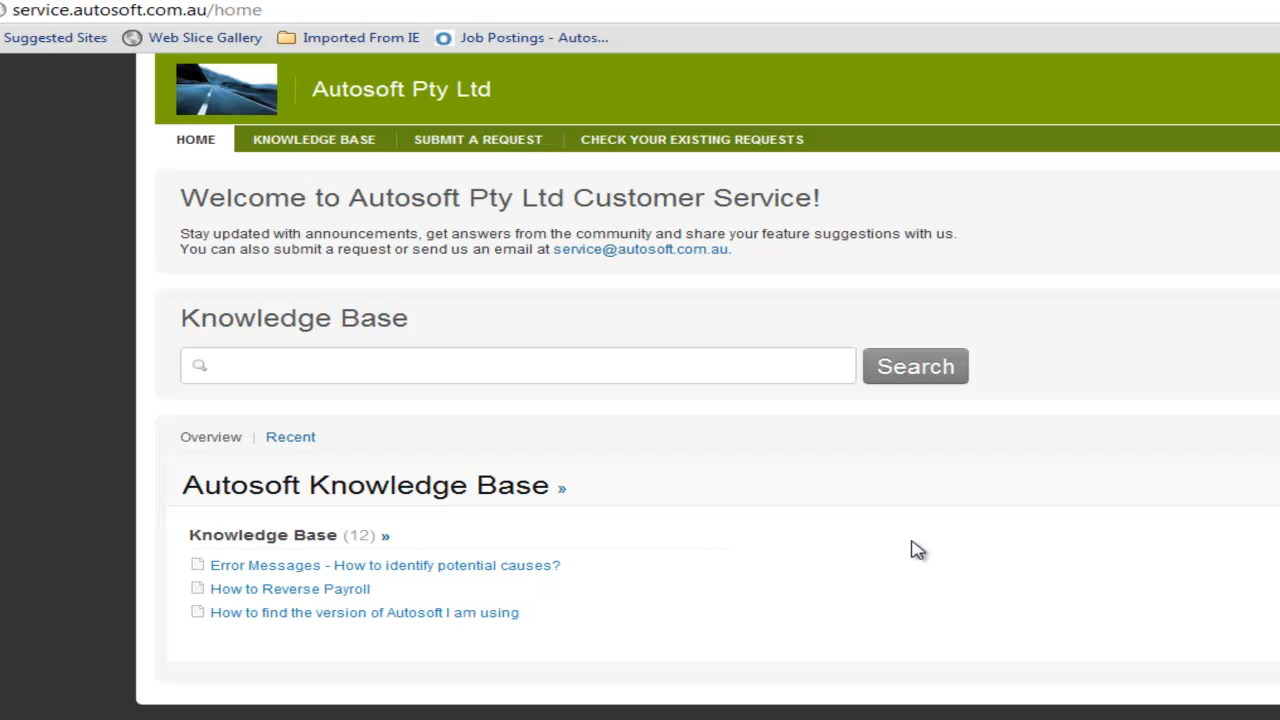 service.autosoft.com.au/home
Suggested Sites Web Slice Gallery Imported From IE Job Postings - Autos...
Autosoft Pty Ltd
HOME KNOWLEDGE BASE SUBMIT A REQUEST CHECK YOUR EXISTING REQUESTS
Welcome to Autosoft Pty Ltd Customer Service!
Stay updated with announcements, get answers from the community and share your feature suggestions with us.
You can also submit a request or send us an email at service@autosoft.com.au.
Knowledge Base
Search
Overview | Recent
Autosoft Knowledge Base »
Knowledge Base (12) »
Error Messages - How to identify potential causes?
How to Reverse Payroll
How to find the version of Autosoft I am using